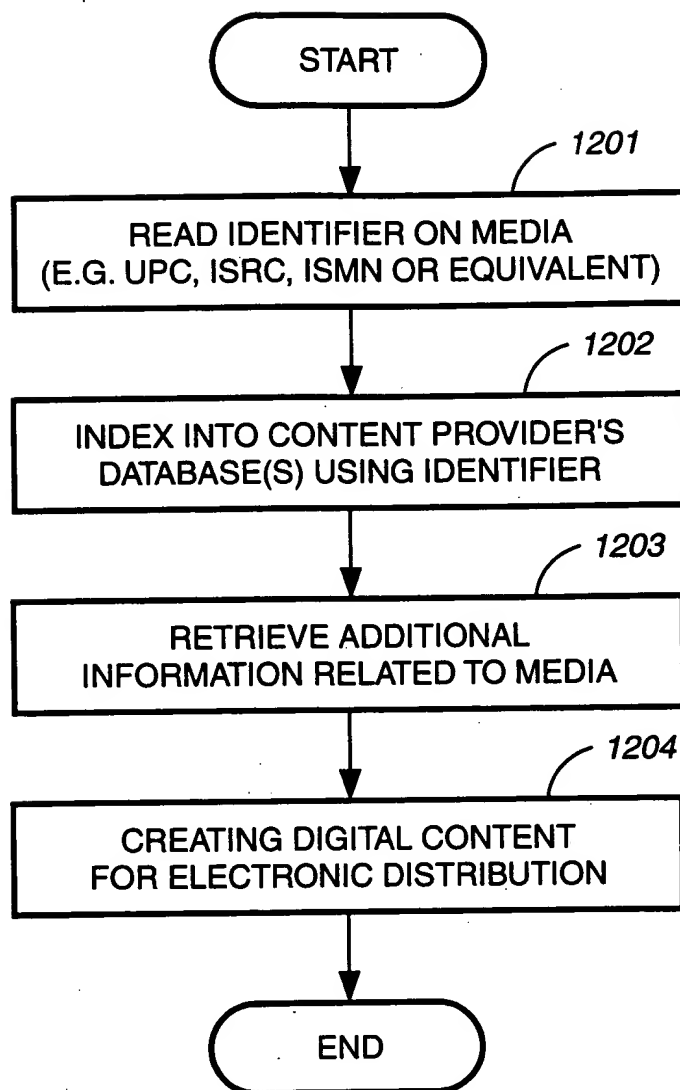 START
1201
READ IDENTIFIER ON MEDIA
(E.G. UPC, ISRC, ISMN OR EQUIVALENT)
1202
INDEX INTO CONTENT PROVIDER'S
DATABASE(S) USING IDENTIFIER
1203
RETRIEVE ADDITIONAL
INFORMATION RELATED TO MEDIA
1204
CREATING DIGITAL CONTENT
FOR ELECTRONIC DISTRIBUTION
END